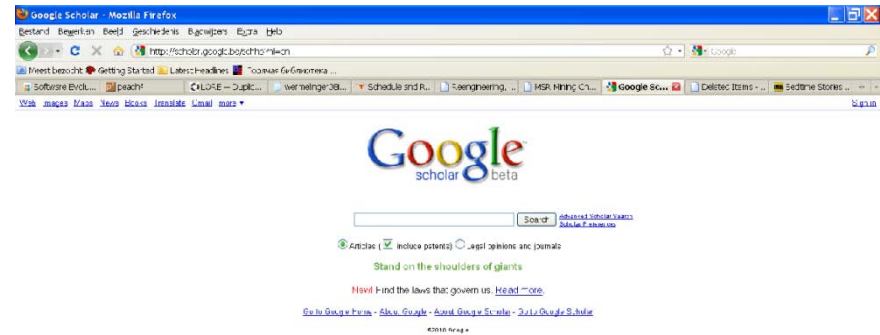 Google Scholar - Mozilla Firefox
Bestand Bewerken Beeld Geschiedenis Bladwijzers Extra Help
http://scholar.google.be/schhp?hl=en
Google
Meest bezocht Getting Started Latest Headlines Горячая библиотека ...
Software Evolu... peach? CiLORE — Duplic... Schedule and R... Reengineering, ... MSR Mining Ch... Google Sc... Deleted Items - ... Bedtime Stories ...
Web Images Maps News Books Translate Gmail more ▼
Sign in
Google
scholar beta
Search
Advanced Scholar Search
Scholar Preferences
Articles ( include patents) Legal opinions and journals
Stand on the shoulders of giants
New! Find the laws that govern us. Read more.
Go to Google Home - About Google - About Google Scholar - Go to Google Scholar
©2010 Google